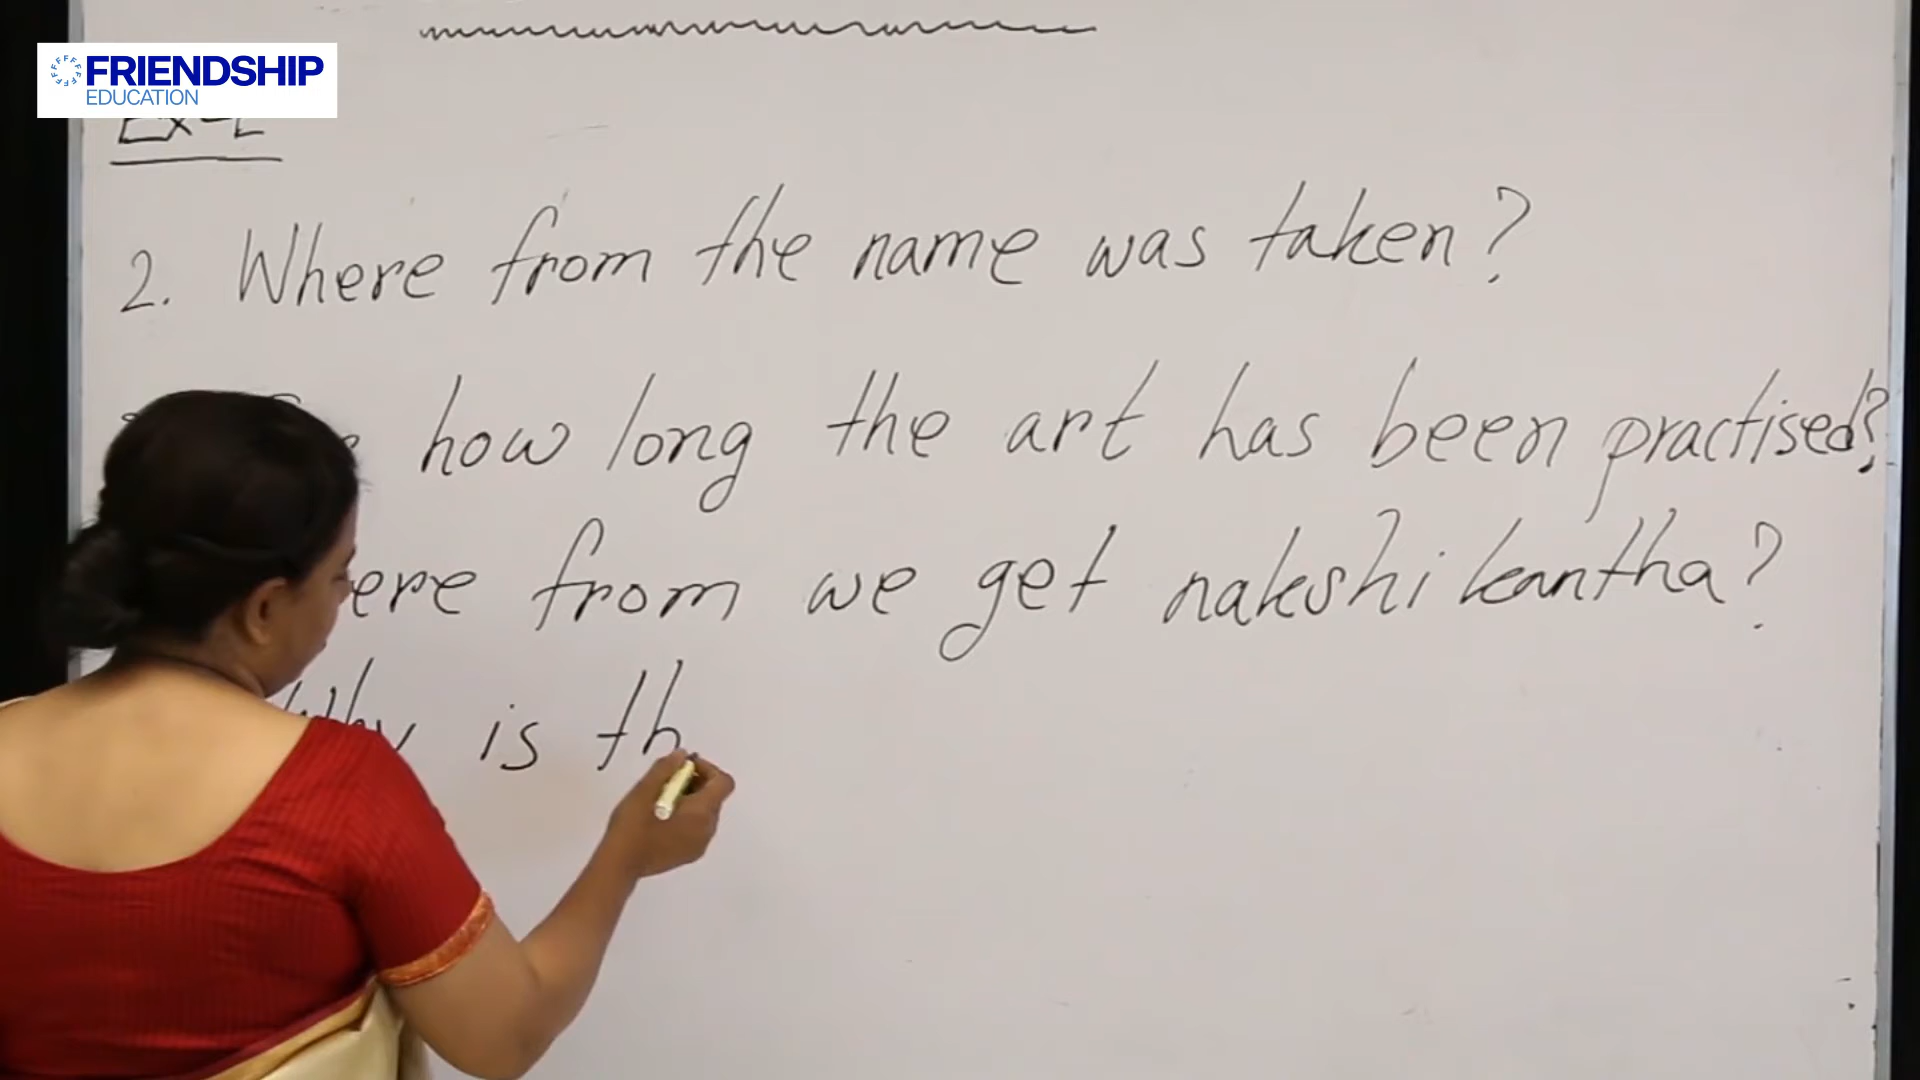 FRIENDSHIP
EDUCATION
2. Where from the name was taken?
how long the art has been practised?
ere from we get nakshi kantha?
Why is th